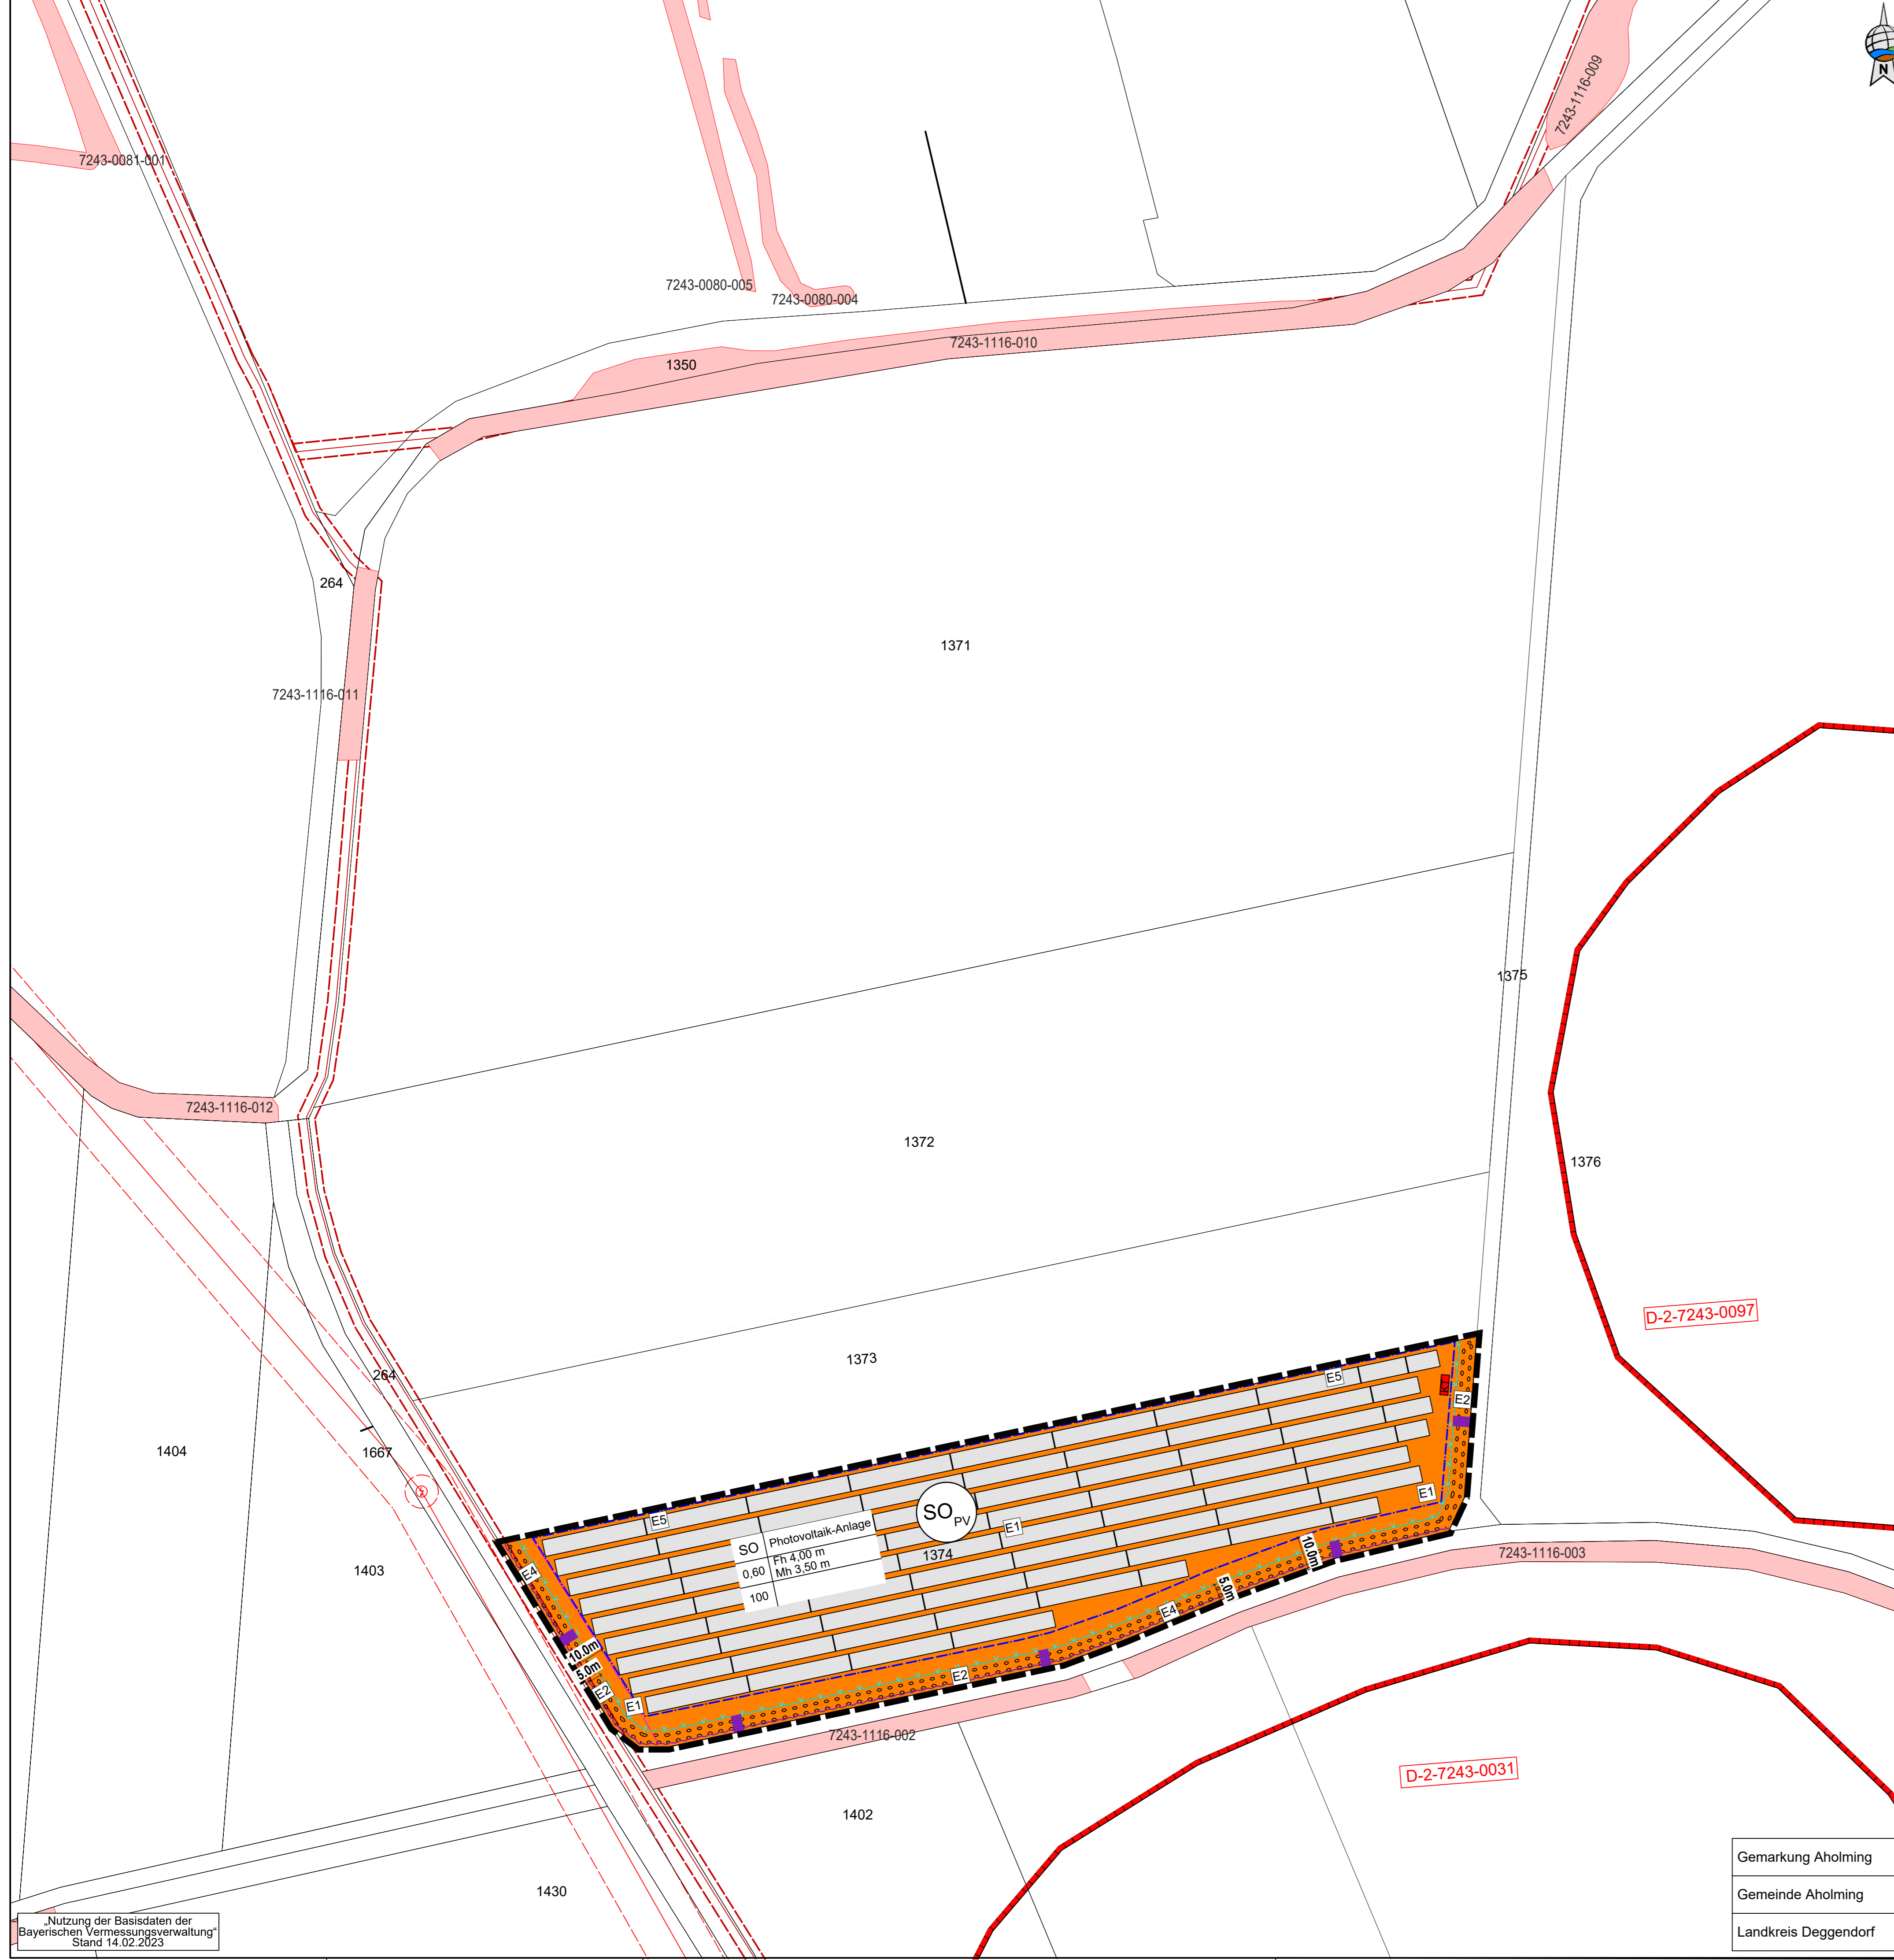 N
7243-1116-009
7243-0081-001
7243-0080-005
7243-0080-004
7243-1116-010
1350
264
1371
7243-1116-011
1375
7243-1116-012
1372
1376
D-2-7243-0097
1373
264
E5
E2
1404
1667
E1
SO PV
E5
E1
SO Photovoltaik-Anlage
0,60 Fh 4,00 m
Mh 3,50 m
100
1374
10.0m
7243-1116-003
1403
E4
5.0m
E4
10.0m
5.0m
E2
E2
E1
7243-1116-002
D-2-7243-0031
1402
Gemarkung Aholming
Gemeinde Aholming
Landkreis Deggendorf
1430
„Nutzung der Basisdaten der
Bayerischen Vermessungsverwaltung“
Stand 14.02.2023